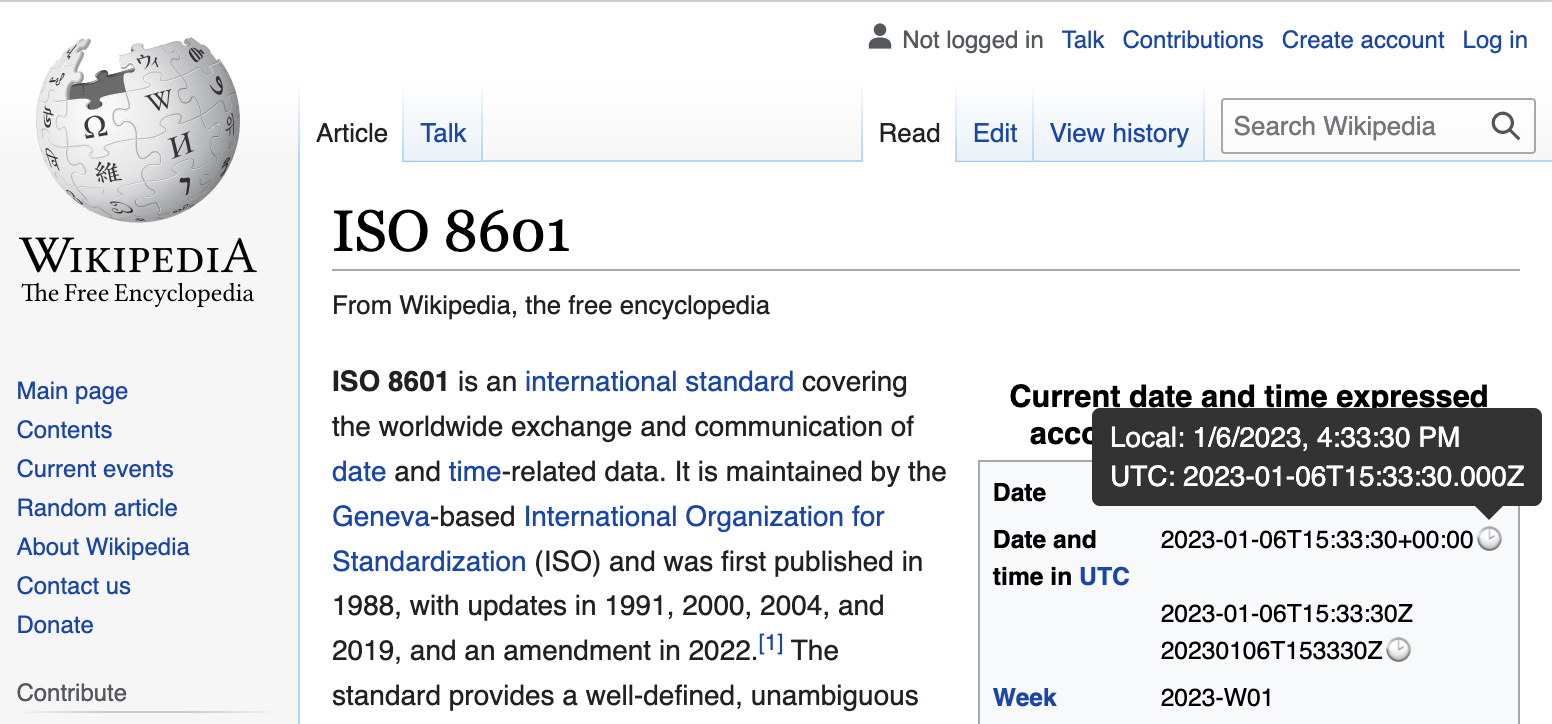 Not logged in Talk Contributions Create account Log in
Article Talk Read Edit View history Search Wikipedia
WIKIPEDIA
The Free Encyclopedia
Main page
Contents
Current events
Random article
About Wikipedia
Contact us
Donate
Contribute
ISO 8601
From Wikipedia, the free encyclopedia
ISO 8601 is an international standard covering
the worldwide exchange and communication of
date and time-related data. It is maintained by the
Geneva-based International Organization for
Standardization (ISO) and was first published in
1988, with updates in 1991, 2000, 2004, and
2019, and an amendment in 2022.[1] The
standard provides a well-defined, unambiguous
Current date and time expressed
Local: 1/6/2023, 4:33:30 PM
UTC: 2023-01-06T15:33:30.000Z
Date
Date and 2023-01-06T15:33:30+00:00
time in UTC
2023-01-06T15:33:30Z
20230106T153330Z
Week 2023-W01